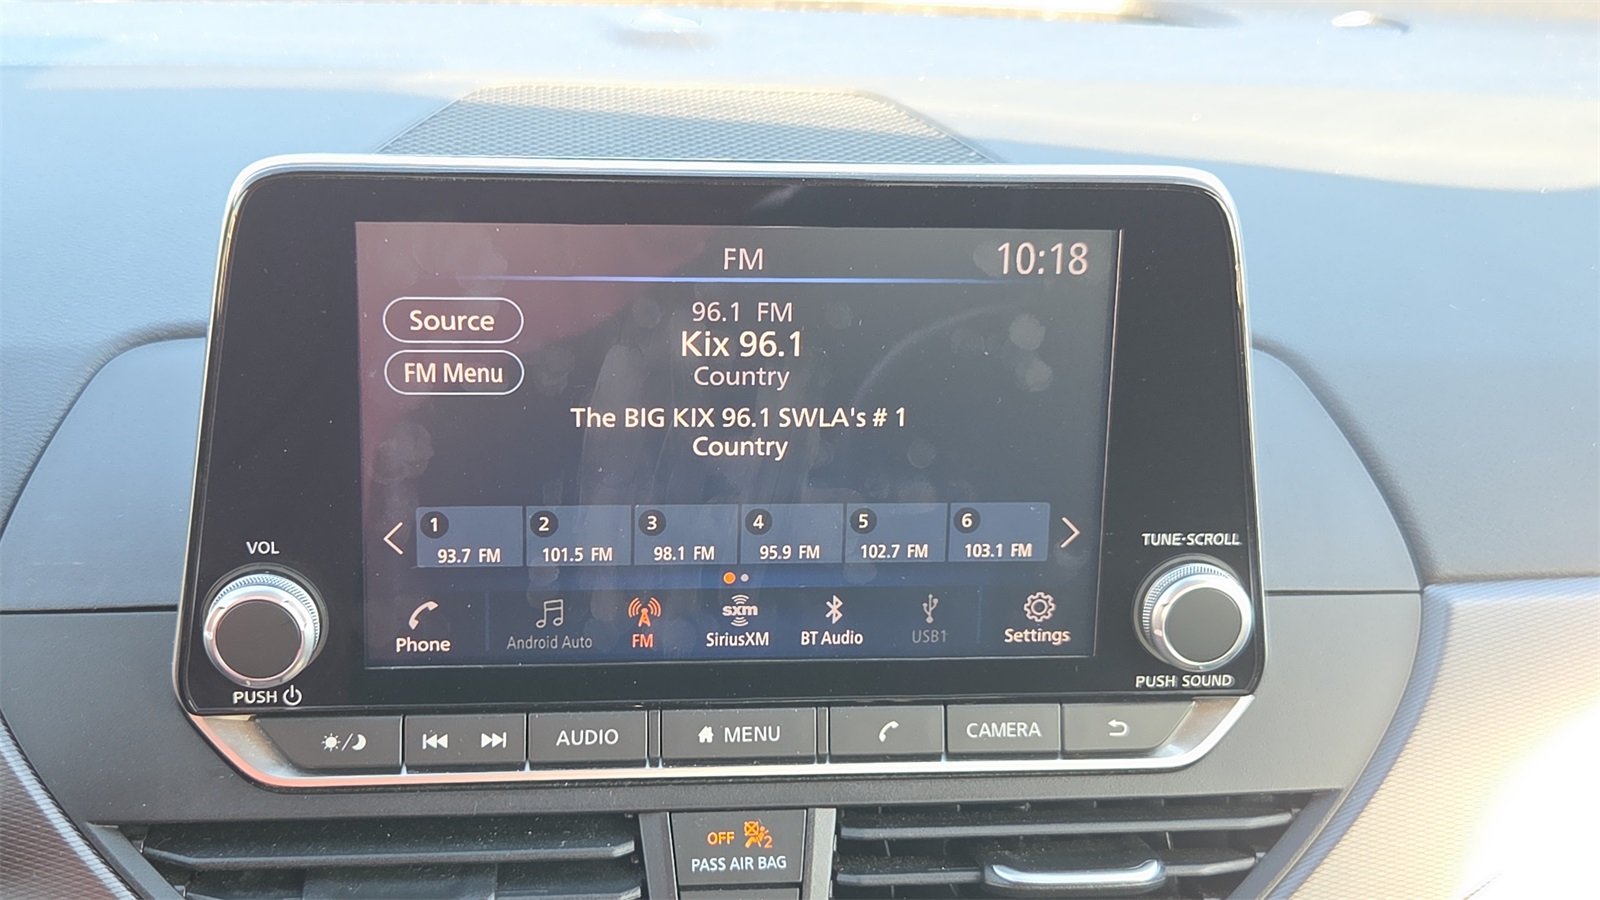 FM
10:18
Source
FM Menu
96.1 FM
Kix 96.1
Country
The BIG KIX 96.1 SWLA's # 1
Country
1
93.7 FM
2
101.5 FM
3
98.1 FM
4
95.9 FM
5
102.7 FM
6
103.1 FM
Phone
Android Auto
FM
sxm
SiriusXM
BT Audio
USB1
Settings
VOL
PUSH
TUNE·SCROLL
PUSH SOUND
AUDIO
MENU
CAMERA
OFF 2
PASS AIR BAG